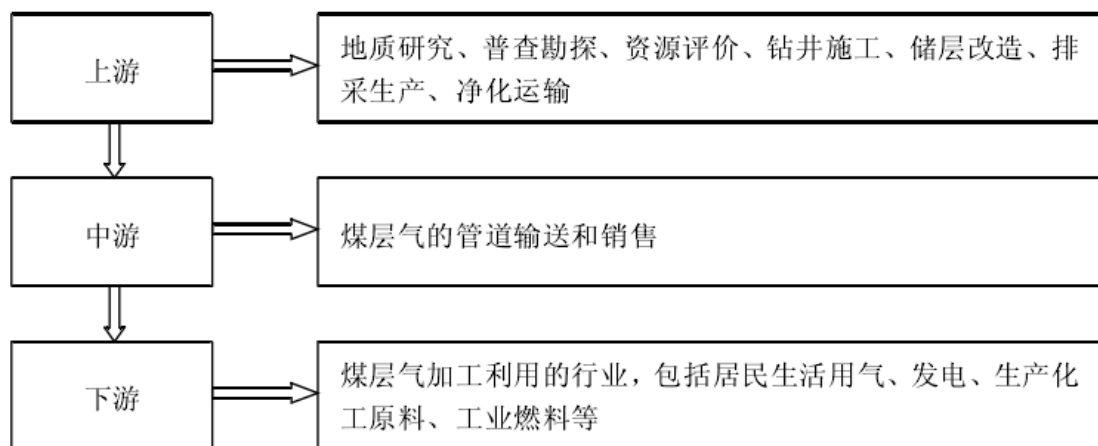 上游
地质研究、普查勘探、资源评价、钻井施工、储层改造、排
采生产、净化运输
中游
煤层气的管道输送和销售
下游
煤层气加工利用的行业，包括居民生活用气、发电、生产化
工原料、工业燃料等